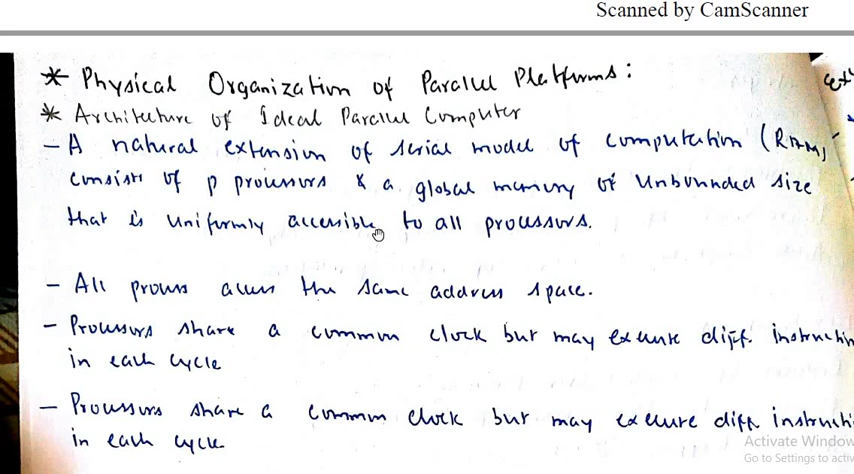 Scanned by CamScanner
* Physical Organization of Parallel Platforms:
* Architecture of Ideal Parallel Computer
- A natural extension of serial model of computation (RAM)
consists of p processors & a global memory of unbounded size
that is uniformly accessible to all processors.
- All process access the same address space.
- Processors share a common clock but may execute diff. instructin
in each cycle
- Processors share a common clock but may execute diff instructi
in each cycle
Activate Window
Go to Settings to activ